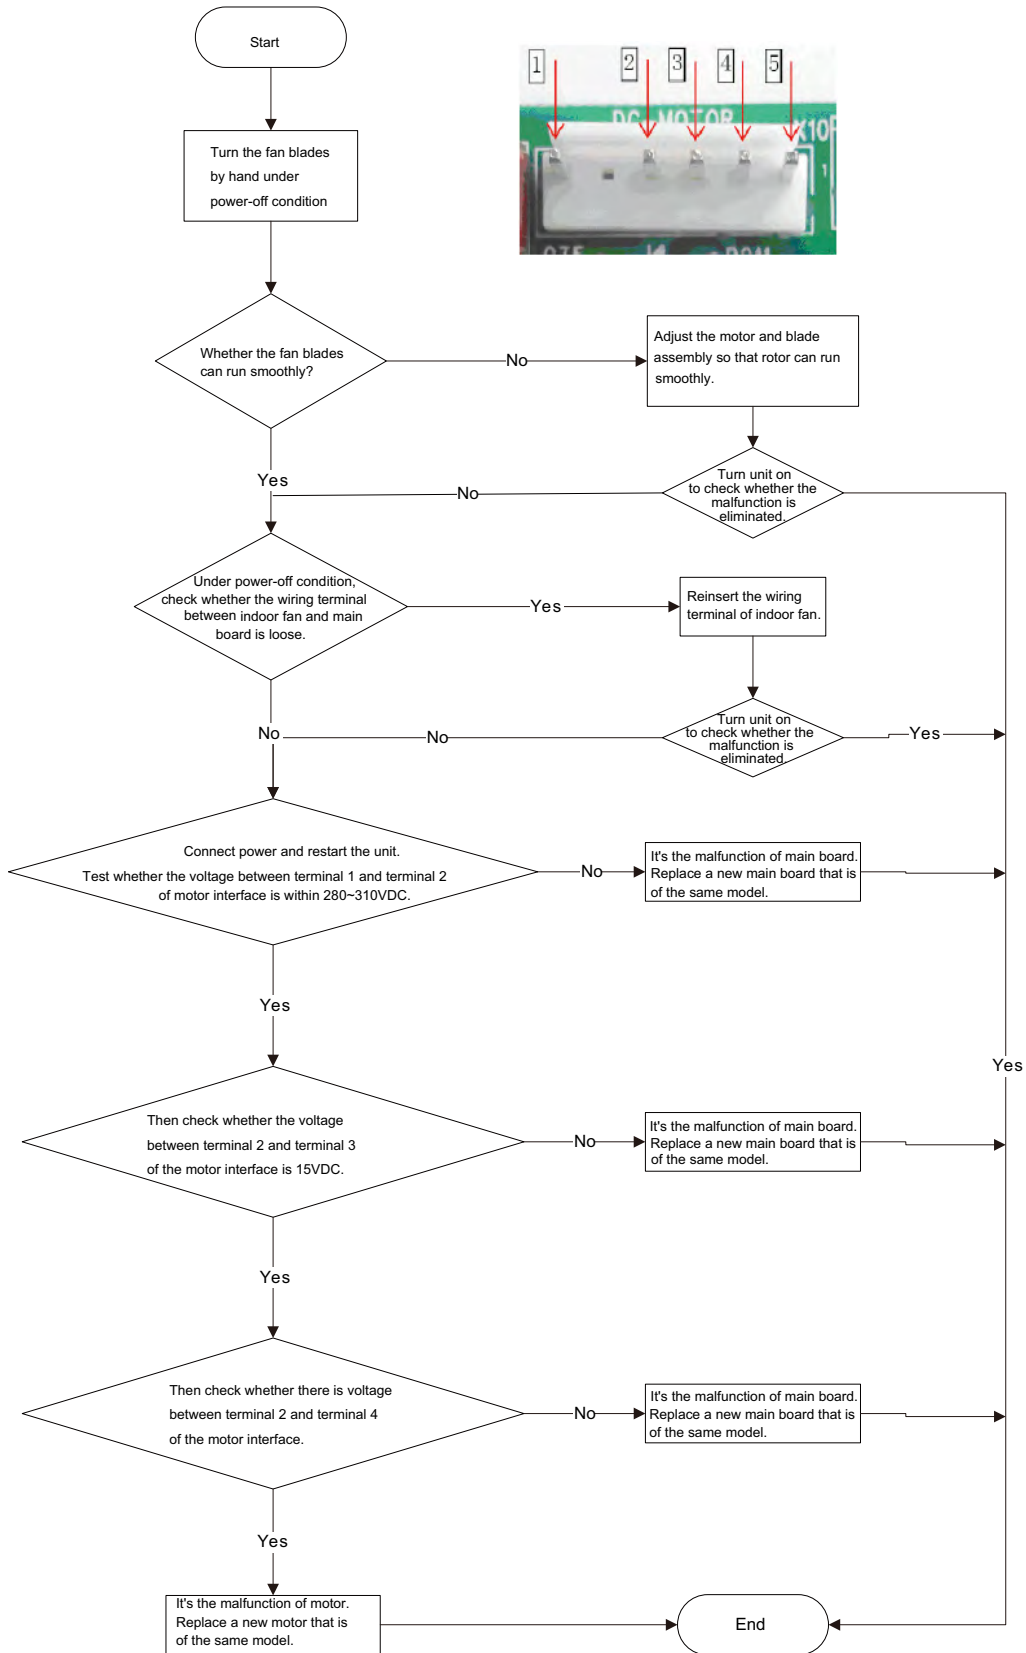 Start
1
2
3
4
5
DC MOTOR
Turn the fan blades
by hand under
power-off condition
Whether the fan blades
can run smoothly?
No
Adjust the motor and blade
assembly so that rotor can run
smoothly.
Yes
No
Turn unit on
to check whether the
malfunction is
eliminated.
Under power-off condition,
check whether the wiring terminal
between indoor fan and main
board is loose.
Yes
Reinsert the wiring
terminal of indoor fan.
No
No
Turn unit on
to check whether the
malfunction is
eliminated.
Yes
Connect power and restart the unit.
Test whether the voltage between terminal 1 and terminal 2
of motor interface is within 280~310VDC.
No
It's the malfunction of main board.
Replace a new main board that is
of the same model.
Yes
Yes
Then check whether the voltage
between terminal 2 and terminal 3
of the motor interface is 15VDC.
No
It's the malfunction of main board.
Replace a new main board that is
of the same model.
Yes
Then check whether there is voltage
between terminal 2 and terminal 4
of the motor interface.
No
It's the malfunction of main board.
Replace a new main board that is
of the same model.
Yes
It's the malfunction of motor.
Replace a new motor that is
of the same model.
End